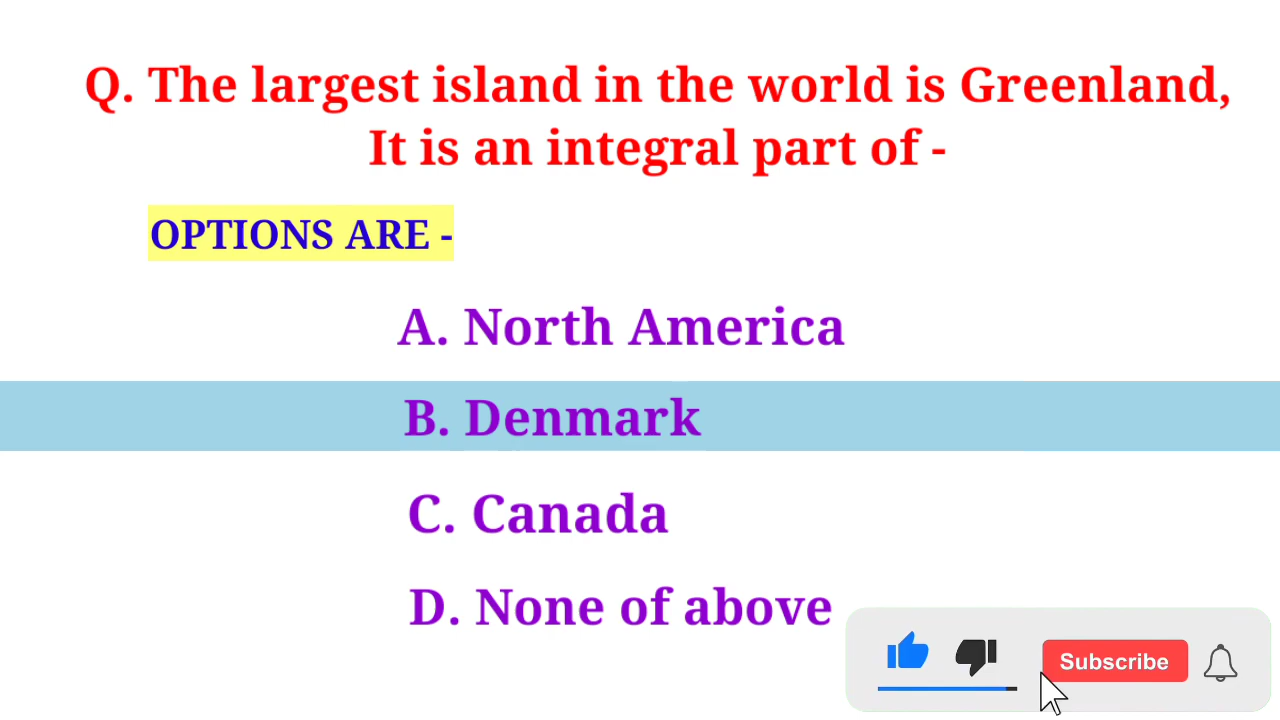 Q. The largest island in the world is Greenland,
It is an integral part of -
OPTIONS ARE -
A. North America
B. Denmark
C. Canada
D. None of above
Subscribe